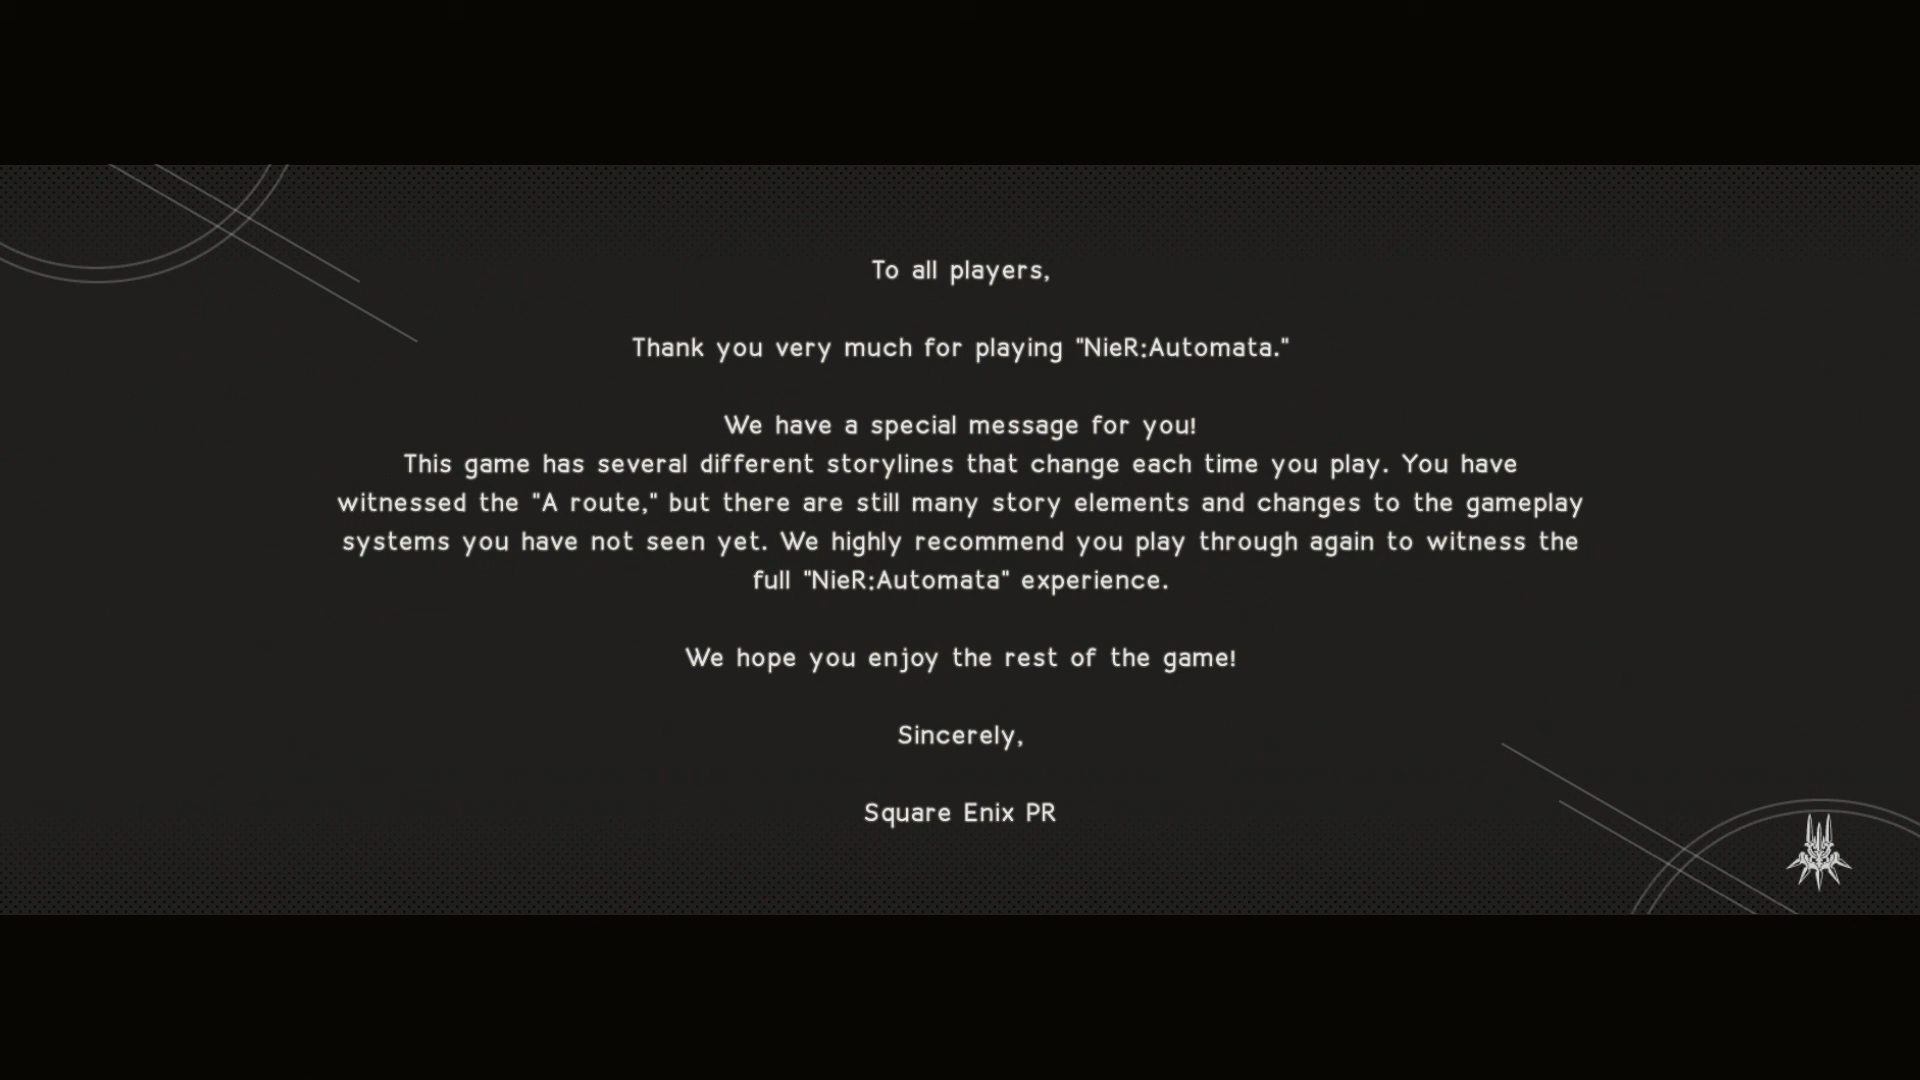 To all players,
Thank you very much for playing "NieR:Automata."
We have a special message for you!
This game has several different storylines that change each time you play. You have
witnessed the "A route," but there are still many story elements and changes to the gameplay
systems you have not seen yet. We highly recommend you play through again to witness the
full "NieR:Automata" experience.
We hope you enjoy the rest of the game!
Sincerely,
Square Enix PR